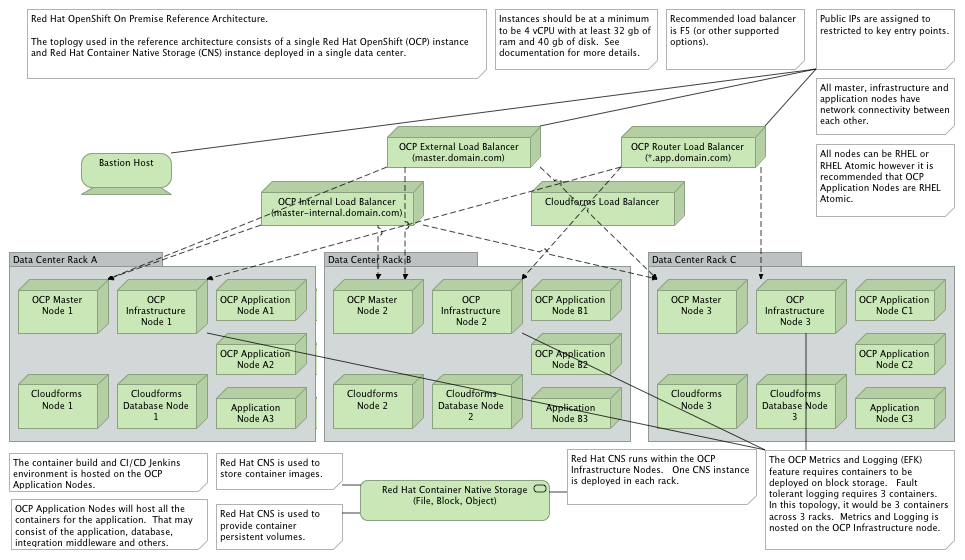 Red Hat OpenShift On Premise Reference Architecture.
The toplogy used in the reference architecture consists of a single Red Hat OpenShift (OCP) instance
and Red Hat Container Native Storage (CNS) instance deployed in a single data center.
Instances should be at a minimum
to be 4 vCPU with at least 32 gb of
ram and 40 gb of disk.  See
documentation for more details.
Recommended load balancer
is F5 (or other supported
options).
Public IPs are assigned to
restricted to key entry points.
All master, infrastructure and
application nodes have
network connectivity between
each other.
All nodes can be RHEL or
RHEL Atomic however it is
recommended that OCP
Application Nodes are RHEL
Atomic.
Bastion Host
OCP External Load Balancer
(master.domain.com)
OCP Router Load Balancer
(*.app.domain.com)
OCP Internal Load Balancer
(master-internal.domain.com)
Cloudforms Load Balancer
Data Center Rack A
OCP Master
Node 1
OCP
Infrastructure
Node 1
OCP Application
Node A1
OCP Application
Node A2
Cloudforms
Node 1
Cloudforms
Database Node
1
Application
Node A3
Data Center Rack B
OCP Master
Node 2
OCP
Infrastructure
Node 2
OCP Application
Node B1
OCP Application
Node B2
Cloudforms
Node 2
Cloudforms
Database Node
2
Application
Node B3
Data Center Rack C
OCP Master
Node 3
OCP
Infrastructure
Node 3
OCP Application
Node C1
OCP Application
Node C2
Cloudforms
Node 3
Cloudforms
Database Node
3
Application
Node C3
The container build and CI/CD Jenkins
environment is hosted on the OCP
Application Nodes.
OCP Application Nodes will host all the
containers for the application.  That may
consist of the application, database,
integration middleware and others.
Red Hat CNS is used to
store container images.
Red Hat CNS is used to
provide container
persistent volumes.
Red Hat Container Native Storage
(File, Block, Object)
Red Hat CNS runs within the OCP
Infrastructure Nodes.   One CNS instance
is deployed in each rack.
The OCP Metrics and Logging (EFK)
feature requires containers to be
deployed on block storage.   Fault
tolerant logging requires 3 containers.
In this topology, it would be 3 containers
across 3 racks.  Metrics and Logging is
nosted on the OCP Infrastructure node.